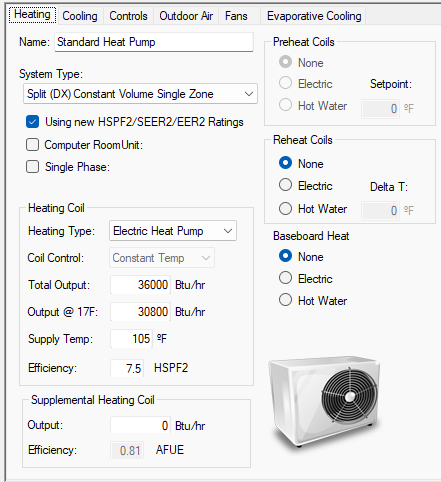 Heating Cooling Controls Outdoor Air Fans Evaporative Cooling
Name: Standard Heat Pump
System Type:
Split (DX) Constant Volume Single Zone
Using new HSPF2/SEER2/EER2 Ratings
Computer RoomUnit:
Single Phase:
Heating Coil
Heating Type: Electric Heat Pump
Coil Control: Constant Temp
Total Output: 36000 Btu/hr
Output @ 17F: 30800 Btu/hr
Supply Temp: 105 ºF
Efficiency: 7.5 HSPF2
Supplemental Heating Coil
Output: 0 Btu/hr
Efficiency: 0.81 AFUE
Preheat Coils
None
Electric Setpoint:
Hot Water 0 ºF
Reheat Coils
None
Electric Delta T:
Hot Water 0 ºF
Baseboard Heat
None
Electric
Hot Water